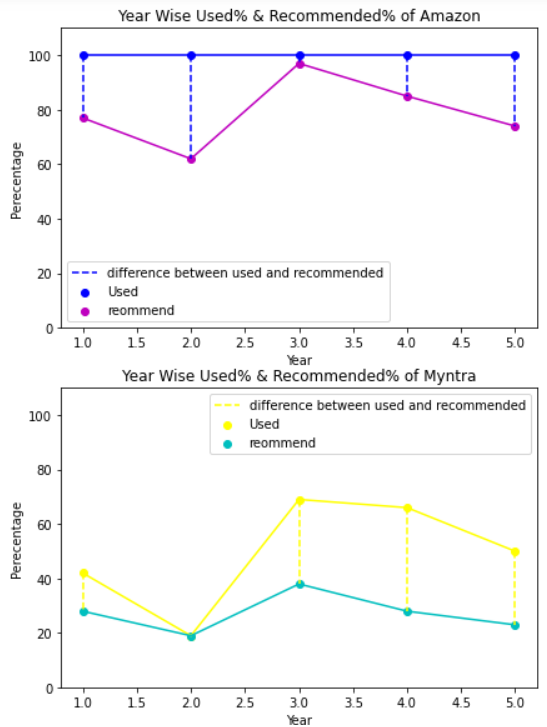 Year Wise Used% & Recommended% of Amazon
100
80
60
40
20
0
Perecentage
difference between used and recommended
Used
reommend
1.0 1.5 2.0 2.5 3.0 3.5 4.0 4.5 5.0
Year
Year Wise Used% & Recommended% of Myntra
100
80
60
40
20
0
Perecentage
difference between used and recommended
Used
reommend
1.0 1.5 2.0 2.5 3.0 3.5 4.0 4.5 5.0
Year